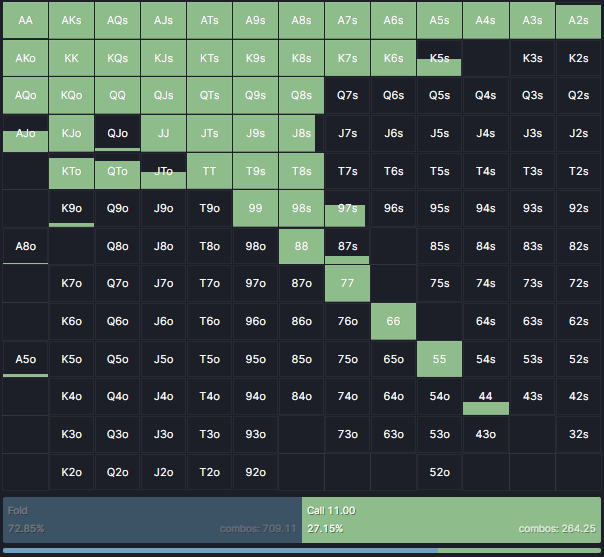 AA AKs AQs AJs ATs A9s A8s A7s A6s A5s A4s A3s A2s
AKo KK KQs KJs KTs K9s K8s K7s K6s K5s K3s K2s
AQo KQo QQ QJs QTs Q9s Q8s Q7s Q6s Q5s Q4s Q3s Q2s
AJo KJo QJo JJ JTs J9s J8s J7s J6s J5s J4s J3s J2s
KTo QTo JTo TT T9s T8s T7s T6s T5s T4s T3s T2s
K9o Q9o J9o T9o 99 98s 97s 96s 95s 94s 93s 92s
A8o Q8o J8o T8o 98o 88 87s 85s 84s 83s 82s
K7o Q7o J7o T7o 97o 87o 77 75s 74s 73s 72s
K6o Q6o J6o T6o 96o 86o 76o 66 64s 63s 62s
A5o K5o Q5o J5o T5o 95o 85o 75o 65o 55 54s 53s 52s
K4o Q4o J4o T4o 94o 84o 74o 64o 54o 44 43s 42s
K3o Q3o J3o T3o 93o 73o 63o 53o 43o 32s
K2o Q2o J2o T2o 92o 52o
Fold Call 11.00
72.85% combos: 709.11 27.15% combos: 264.25